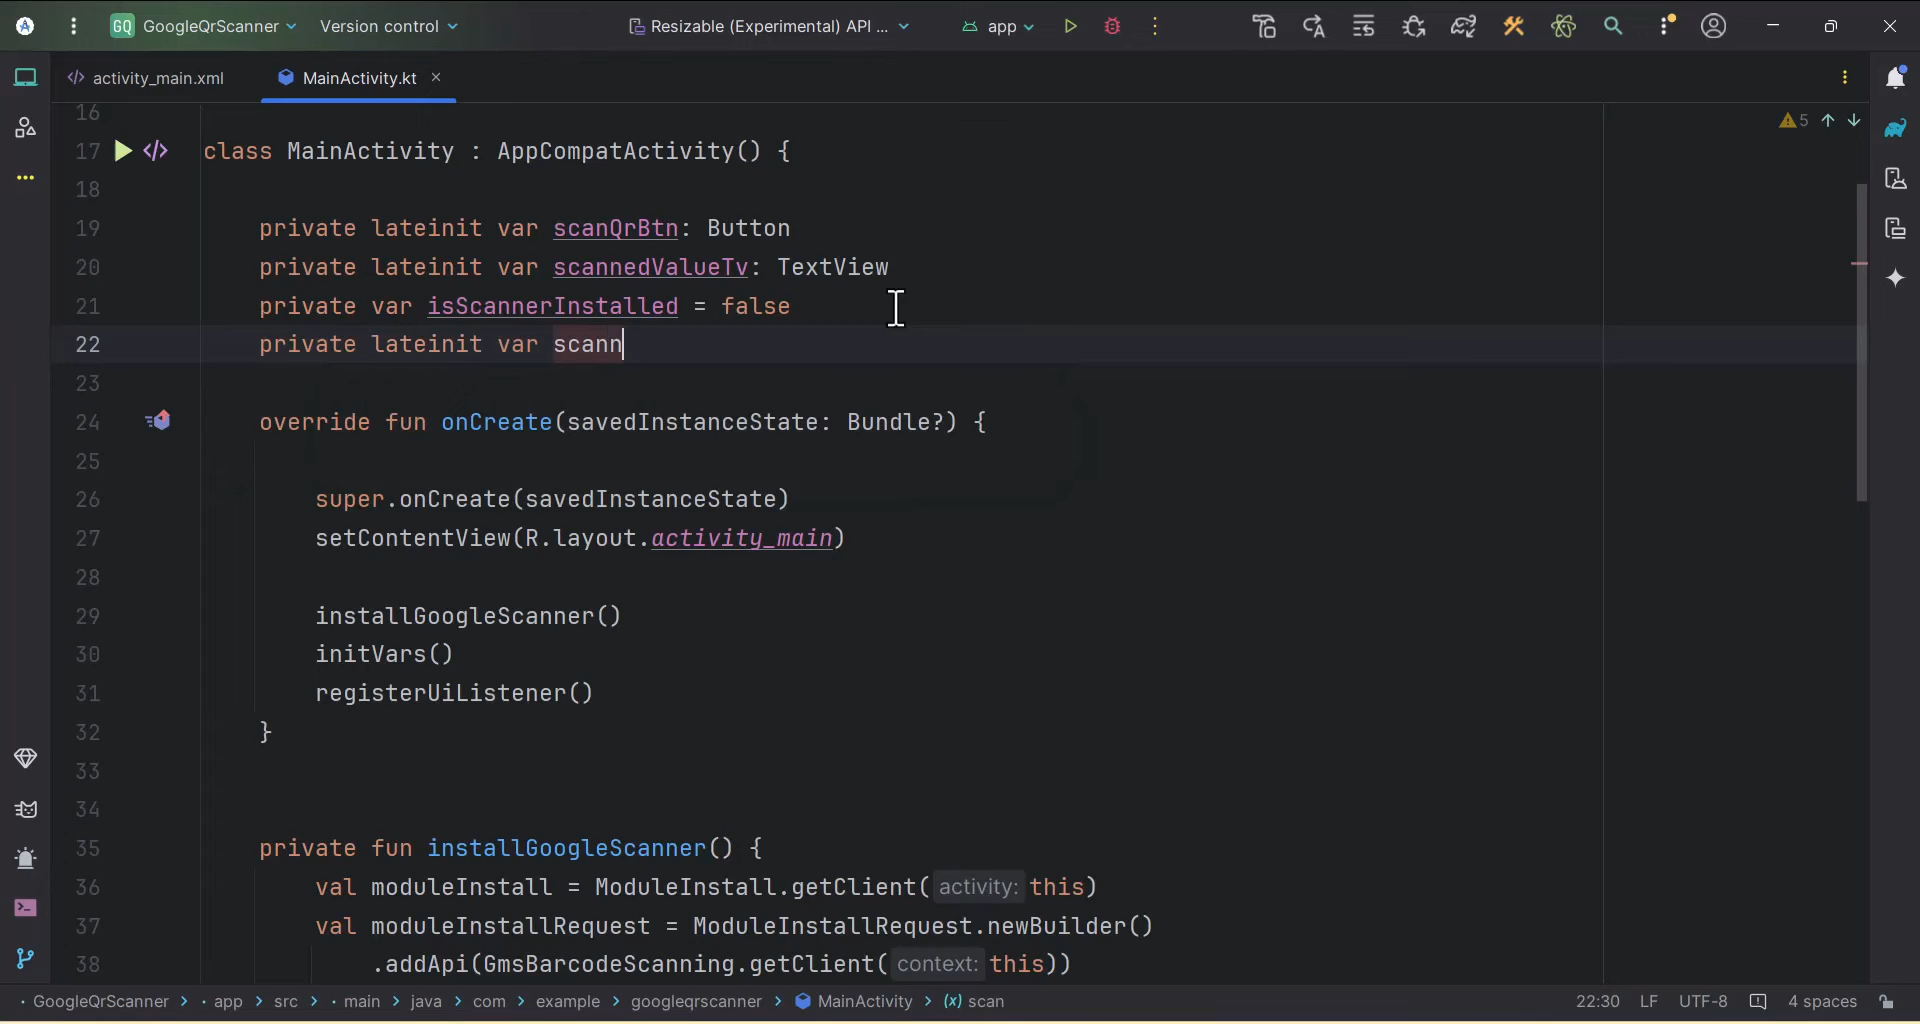 GQ GoogleQrScanner Version control Resizable (Experimental) API ... app
activity_main.xml MainActivity.kt
5
16
17 class MainActivity : AppCompatActivity() {
18
19 private lateinit var scanQrBtn: Button
20 private lateinit var scannedValueTv: TextView
21 private var isScannerInstalled = false
22 private lateinit var scann
23
24 override fun onCreate(savedInstanceState: Bundle?) {
25
26 super.onCreate(savedInstanceState)
27 setContentView(R.layout.activity_main)
28
29 installGoogleScanner()
30 initVars()
31 registerUiListener()
32 }
33
34
35 private fun installGoogleScanner() {
36 val moduleInstall = ModuleInstall.getClient( activity: this)
37 val moduleInstallRequest = ModuleInstallRequest.newBuilder()
38 .addApi(GmsBarcodeScanning.getClient( context: this))
GoogleQrScanner > app > src > main > java > com > example > googleqrscanner > MainActivity > (x) scan 22:30 LF UTF-8 4 spaces